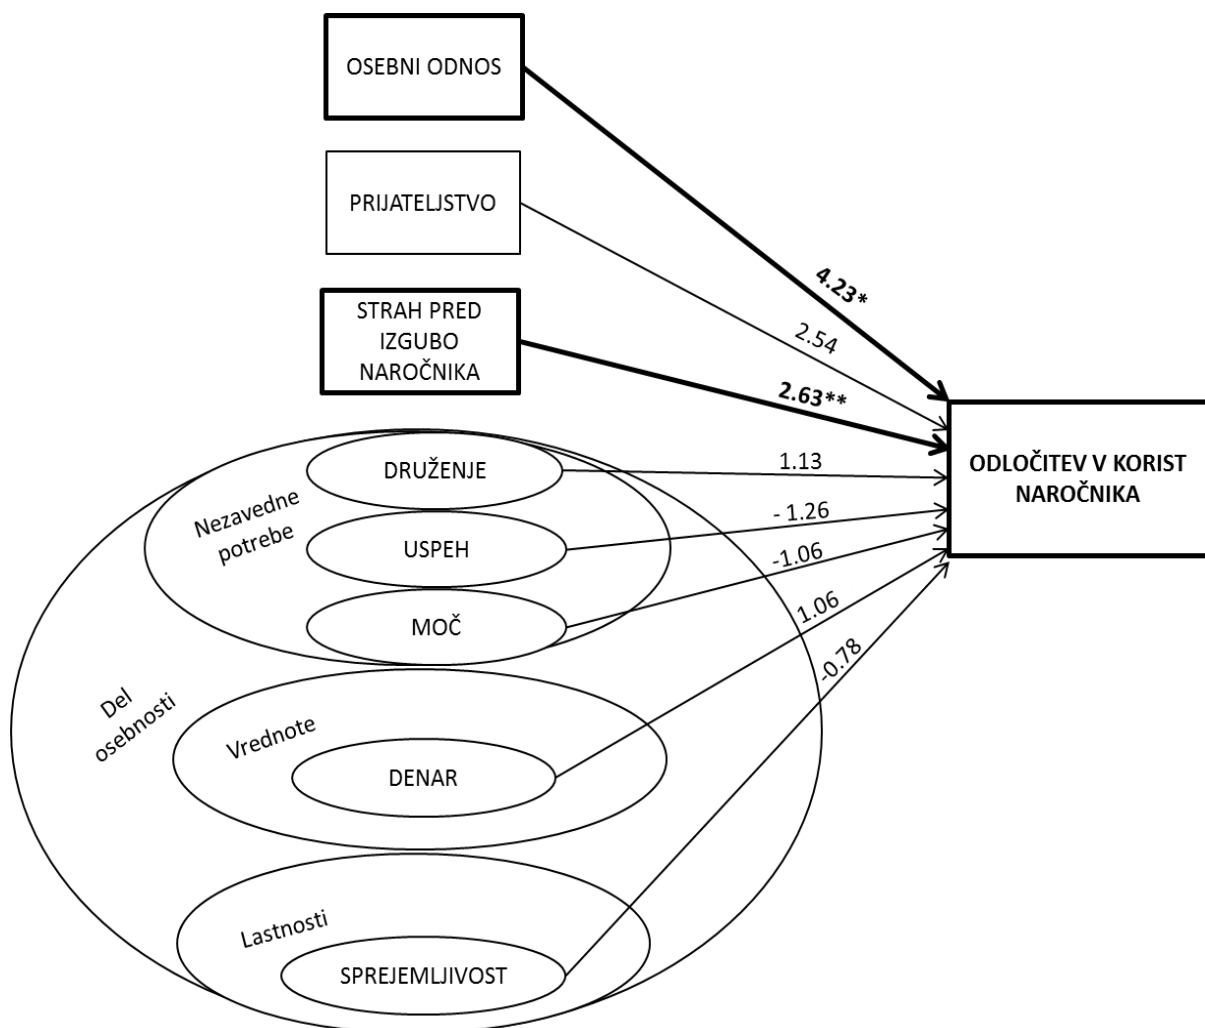 OSEBNI ODNOS
PRIJATELJSTVO
STRAH PRED
IZGUBO
NAROČNIKA
4.23*
2.54
2.63**
ODLOČITEV V KORIST
NAROČNIKA
Nezavedne
potrebe
DRUŽENJE
1.13
USPEH
- 1.26
MOČ
-1.06
Del
osebnosti
Vrednote
DENAR
1.06
Lastnosti
SPREJEMLJIVOST
-0.78